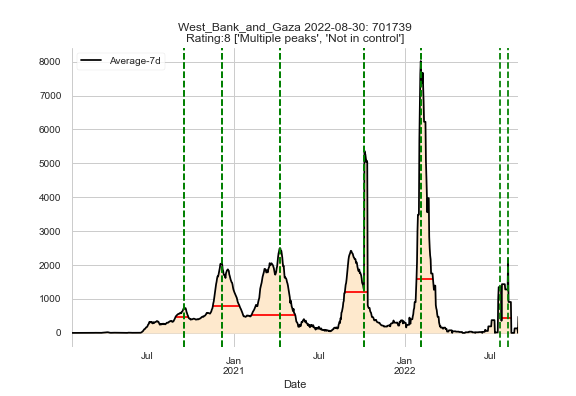 West_Bank_and_Gaza 2022-08-30: 701739
Rating:8 ['Multiple peaks', 'Not in control']
Average-7d
8000
7000
6000
5000
4000
3000
2000
1000
0
Jul
Jan
2021
Jul
Jan
2022
Jul
Date